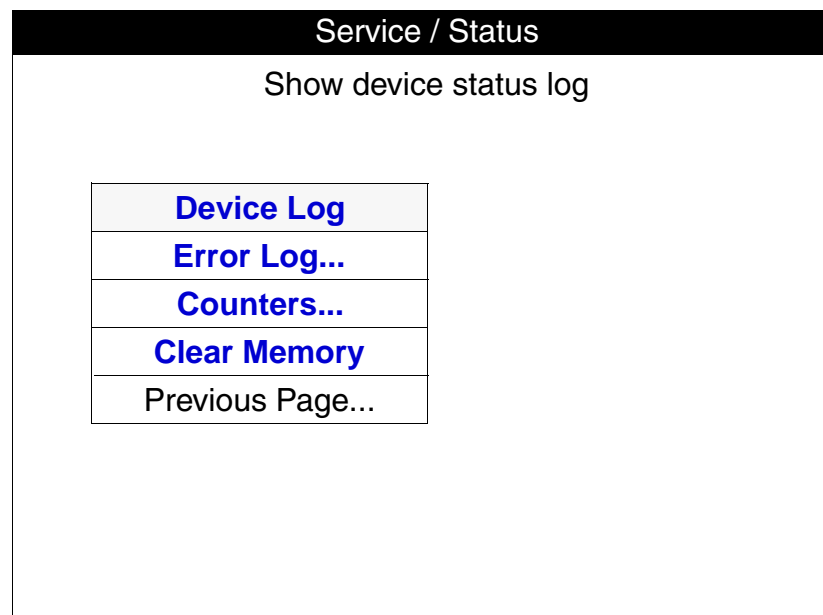 Service / Status
Show device status log
Device Log
Error Log...
Counters...
Clear Memory
Previous Page...